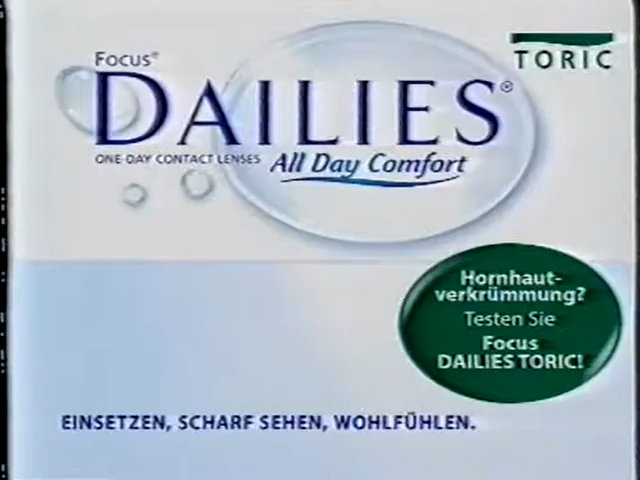 TORIC
Focus®
DAILIES®
ONE-DAY CONTACT LENSES
All Day Comfort
Hornhaut-
verkrümmung?
Testen Sie
Focus
DAILIES TORIC!
EINSETZEN, SCHARF SEHEN, WOHLFÜHLEN.